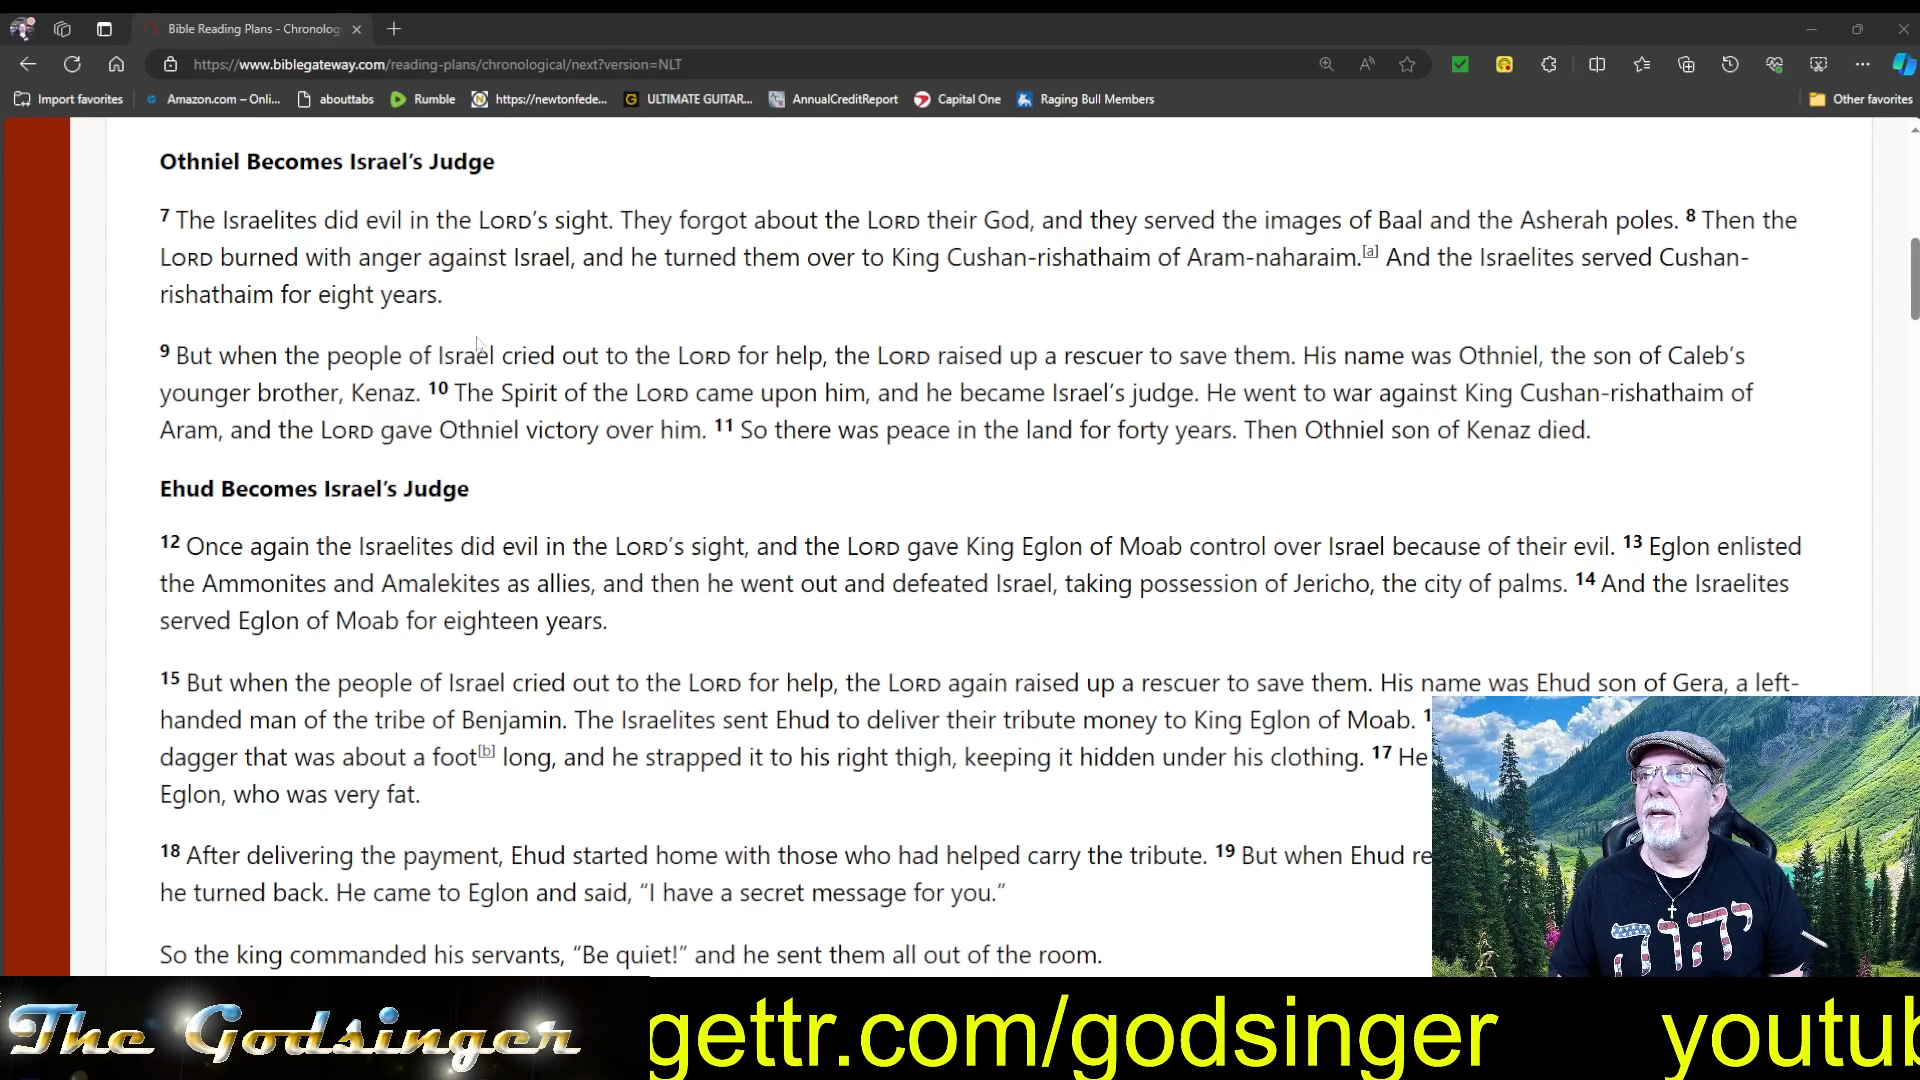 Bible Reading Plans - Chronologi
https://www.biblegateway.com/reading-plans/chronological/next?version=NLT
Import favorites Amazon.com – Onli... abouttabs Rumble https://newtonfede... ULTIMATE GUITAR... AnnualCreditReport Capital One Raging Bull Members Other favorites
Othniel Becomes Israel’s Judge
7 The Israelites did evil in the LORD’s sight. They forgot about the LORD their God, and they served the images of Baal and the Asherah poles. 8 Then the
LORD burned with anger against Israel, and he turned them over to King Cushan-rishathaim of Aram-naharaim.[a] And the Israelites served Cushan-
rishathaim for eight years.
9 But when the people of Israel cried out to the LORD for help, the LORD raised up a rescuer to save them. His name was Othniel, the son of Caleb’s
younger brother, Kenaz. 10 The Spirit of the LORD came upon him, and he became Israel’s judge. He went to war against King Cushan-rishathaim of
Aram, and the LORD gave Othniel victory over him. 11 So there was peace in the land for forty years. Then Othniel son of Kenaz died.
Ehud Becomes Israel’s Judge
12 Once again the Israelites did evil in the LORD’s sight, and the LORD gave King Eglon of Moab control over Israel because of their evil. 13 Eglon enlisted
the Ammonites and Amalekites as allies, and then he went out and defeated Israel, taking possession of Jericho, the city of palms. 14 And the Israelites
served Eglon of Moab for eighteen years.
15 But when the people of Israel cried out to the LORD for help, the LORD again raised up a rescuer to save them. His name was Ehud son of Gera, a left-
handed man of the tribe of Benjamin. The Israelites sent Ehud to deliver their tribute money to King Eglon of Moab.
dagger that was about a foot[b] long, and he strapped it to his right thigh, keeping it hidden under his clothing. 17 He
Eglon, who was very fat.
18 After delivering the payment, Ehud started home with those who had helped carry the tribute. 19 But when Ehud re
he turned back. He came to Eglon and said, “I have a secret message for you.”
So the king commanded his servants, “Be quiet!” and he sent them all out of the room.
יהוה
The Godsinger gettr.com/godsinger youtub